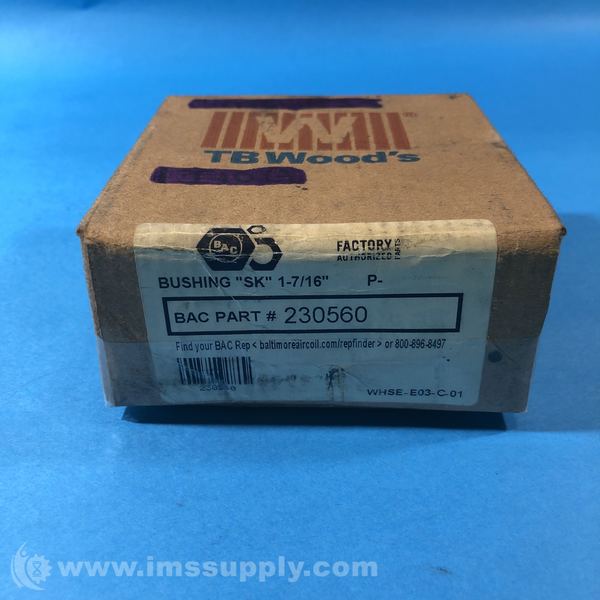 ®
TB Wood's
BAC
FACTORY
AUTHORIZED
PARTS
BUSHING "SK" 1-7/16" P-
BAC PART # 230560
Find your BAC Rep < baltimoreaircoil.com/repfinder > or 800-896-8497
230560
WHSE-E03-C-01
www.imssupply.com